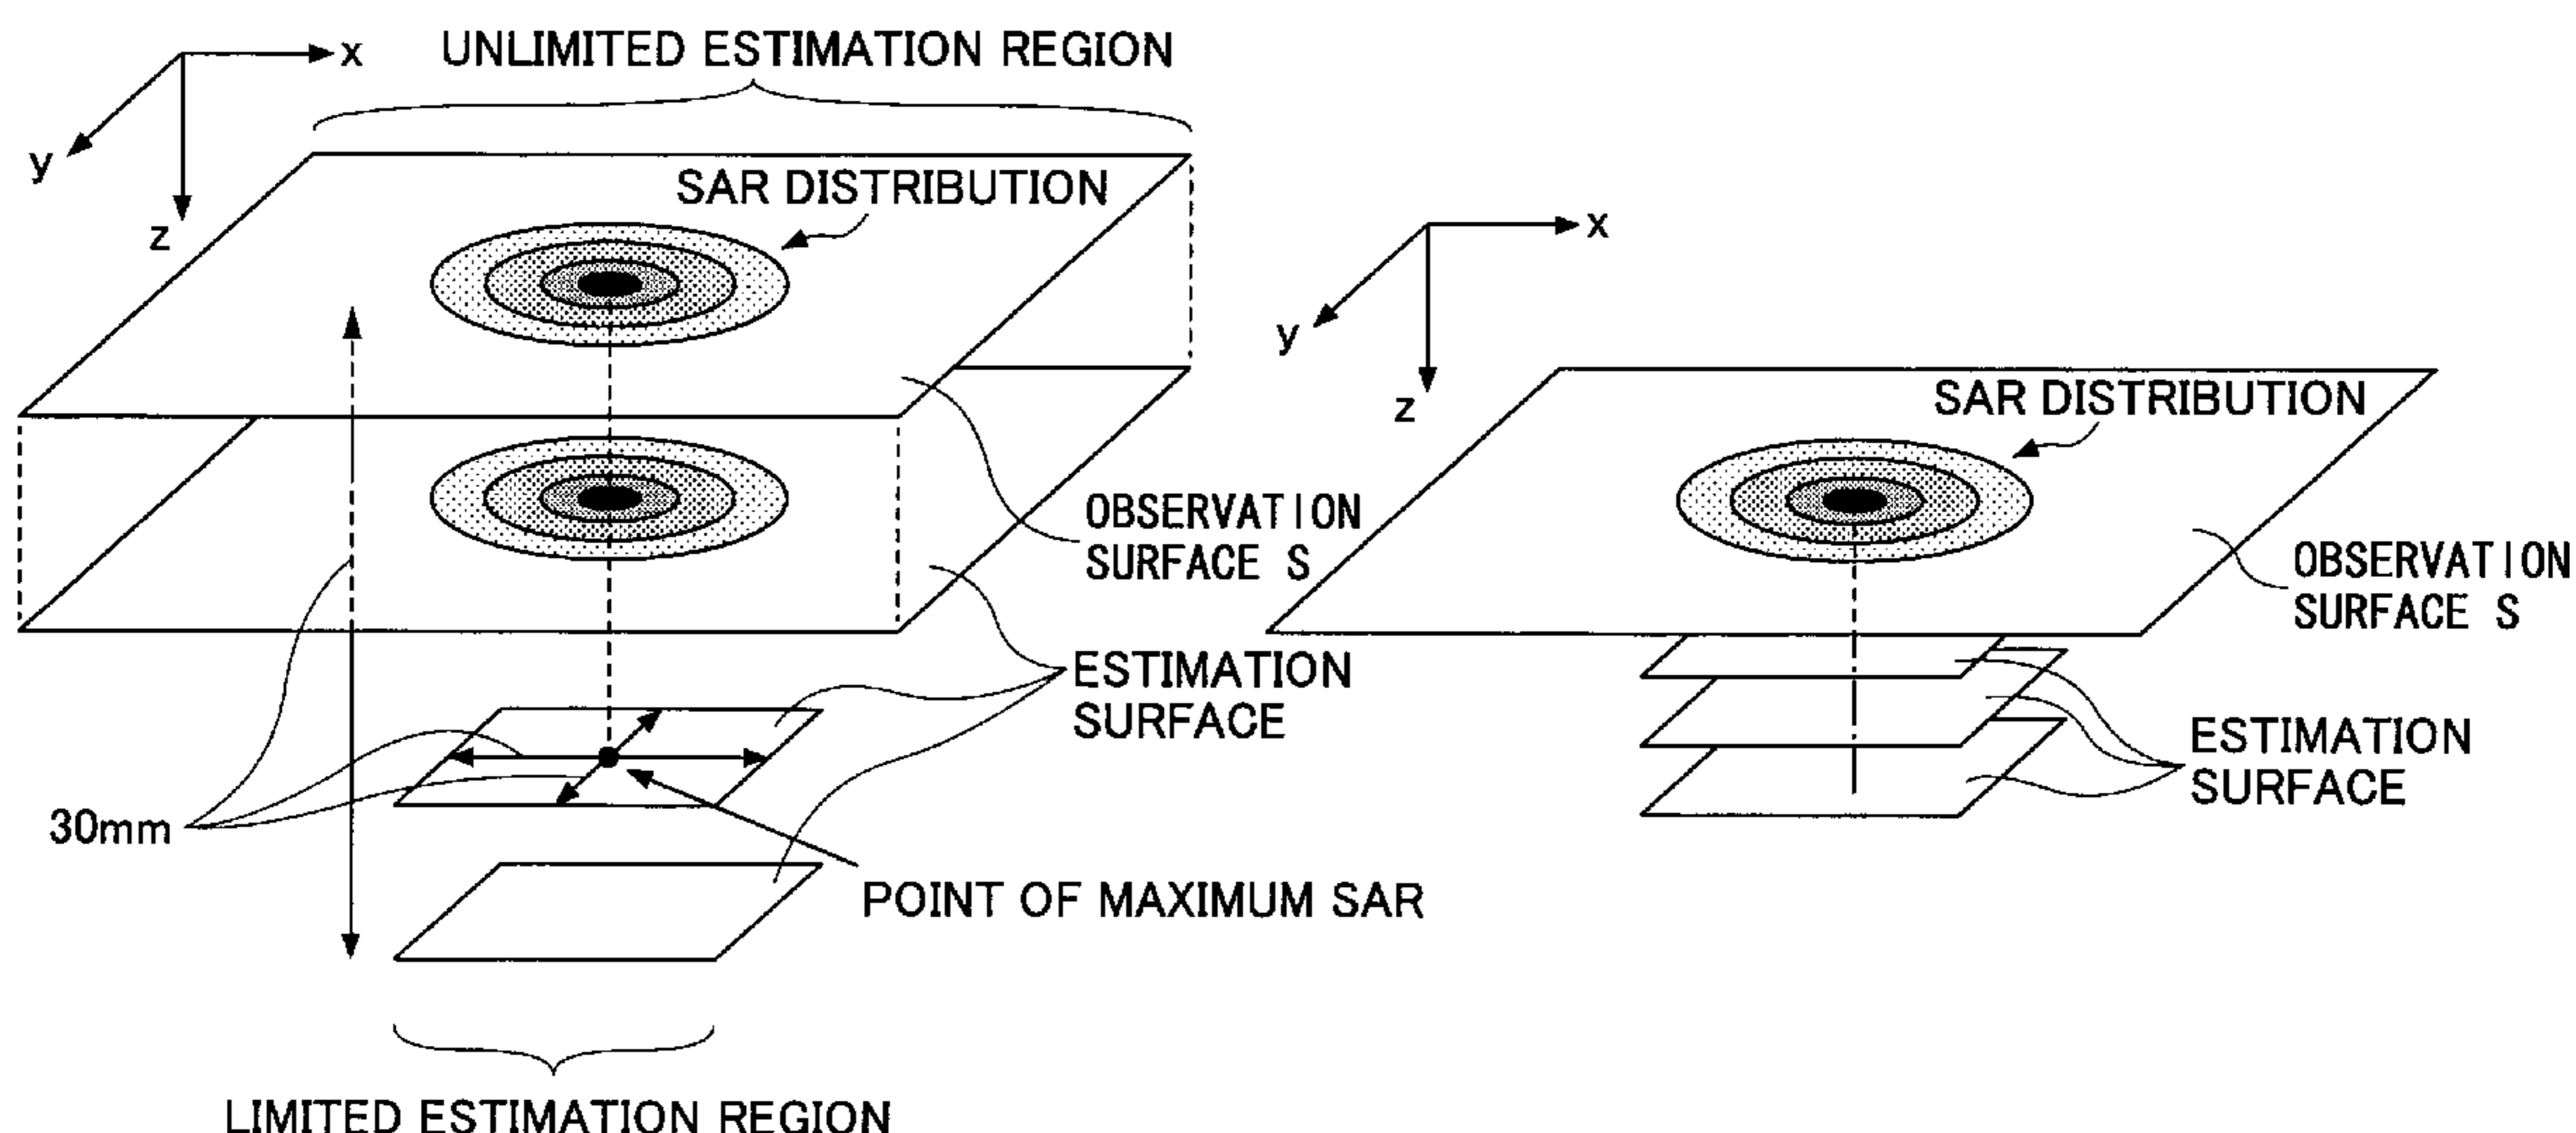 UNLIMITED ESTIMATION REGION
x
y
z
SAR DISTRIBUTION
OBSERVATION
SURFACE S
ESTIMATION
SURFACE
30mm
POINT OF MAXIMUM SAR
LIMITED ESTIMATION REGION
x
y
z
SAR DISTRIBUTION
OBSERVATION
SURFACE S
ESTIMATION
SURFACE